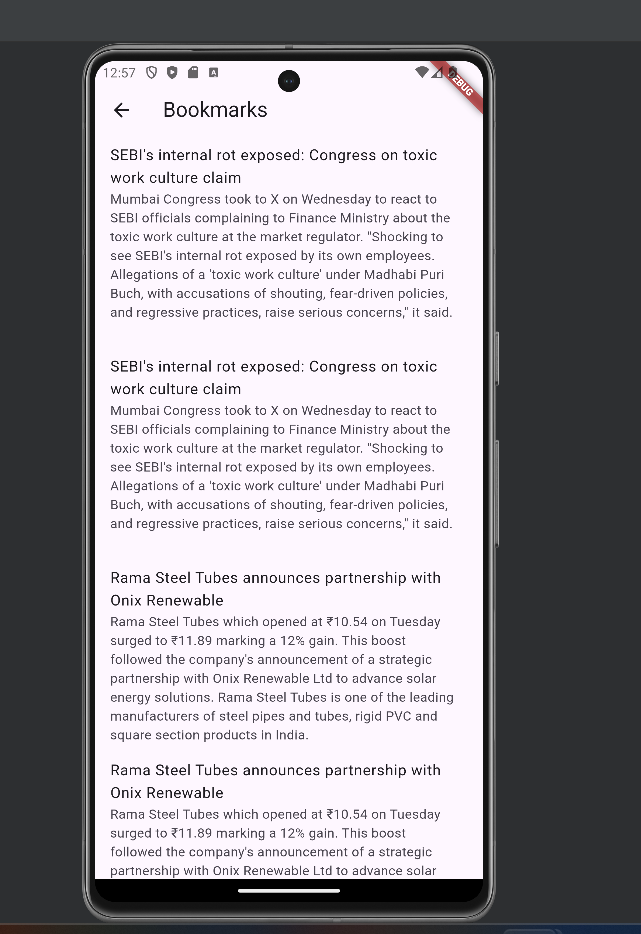 12:57
A
EBUG
Bookmarks
SEBI's internal rot exposed: Congress on toxic
work culture claim
Mumbai Congress took to X on Wednesday to react to
SEBI officials complaining to Finance Ministry about the
toxic work culture at the market regulator. "Shocking to
see SEBI's internal rot exposed by its own employees.
Allegations of a 'toxic work culture' under Madhabi Puri
Buch, with accusations of shouting, fear-driven policies,
and regressive practices, raise serious concerns," it said.
SEBI's internal rot exposed: Congress on toxic
work culture claim
Mumbai Congress took to X on Wednesday to react to
SEBI officials complaining to Finance Ministry about the
toxic work culture at the market regulator. "Shocking to
see SEBI's internal rot exposed by its own employees.
Allegations of a 'toxic work culture' under Madhabi Puri
Buch, with accusations of shouting, fear-driven policies,
and regressive practices, raise serious concerns," it said.
Rama Steel Tubes announces partnership with
Onix Renewable
Rama Steel Tubes which opened at ₹10.54 on Tuesday
surged to ₹11.89 marking a 12% gain. This boost
followed the company's announcement of a strategic
partnership with Onix Renewable Ltd to advance solar
energy solutions. Rama Steel Tubes is one of the leading
manufacturers of steel pipes and tubes, rigid PVC and
square section products in India.
Rama Steel Tubes announces partnership with
Onix Renewable
Rama Steel Tubes which opened at ₹10.54 on Tuesday
surged to ₹11.89 marking a 12% gain. This boost
followed the company's announcement of a strategic
partnership with Onix Renewable Ltd to advance solar